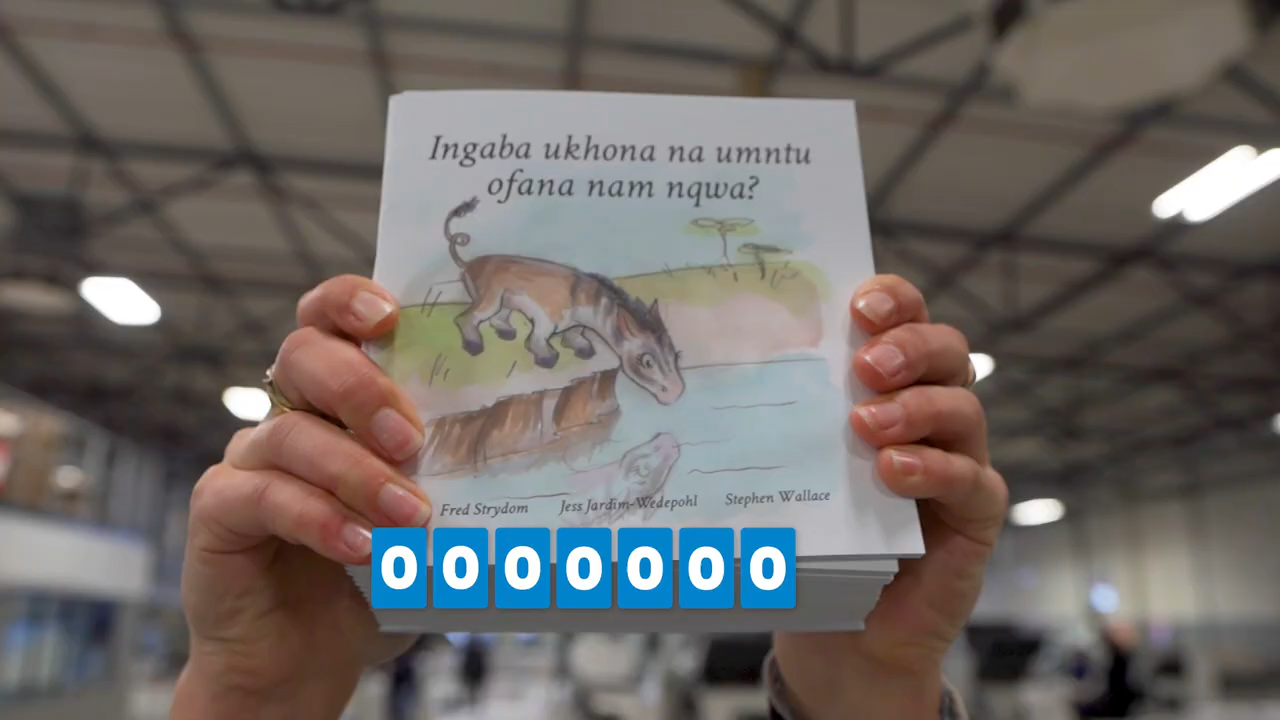 Ingaba ukhona na umntu
ofana nam nqwa?
Fred Strydom Jess Jardim-Wedepohl Stephen Wallace
0000000